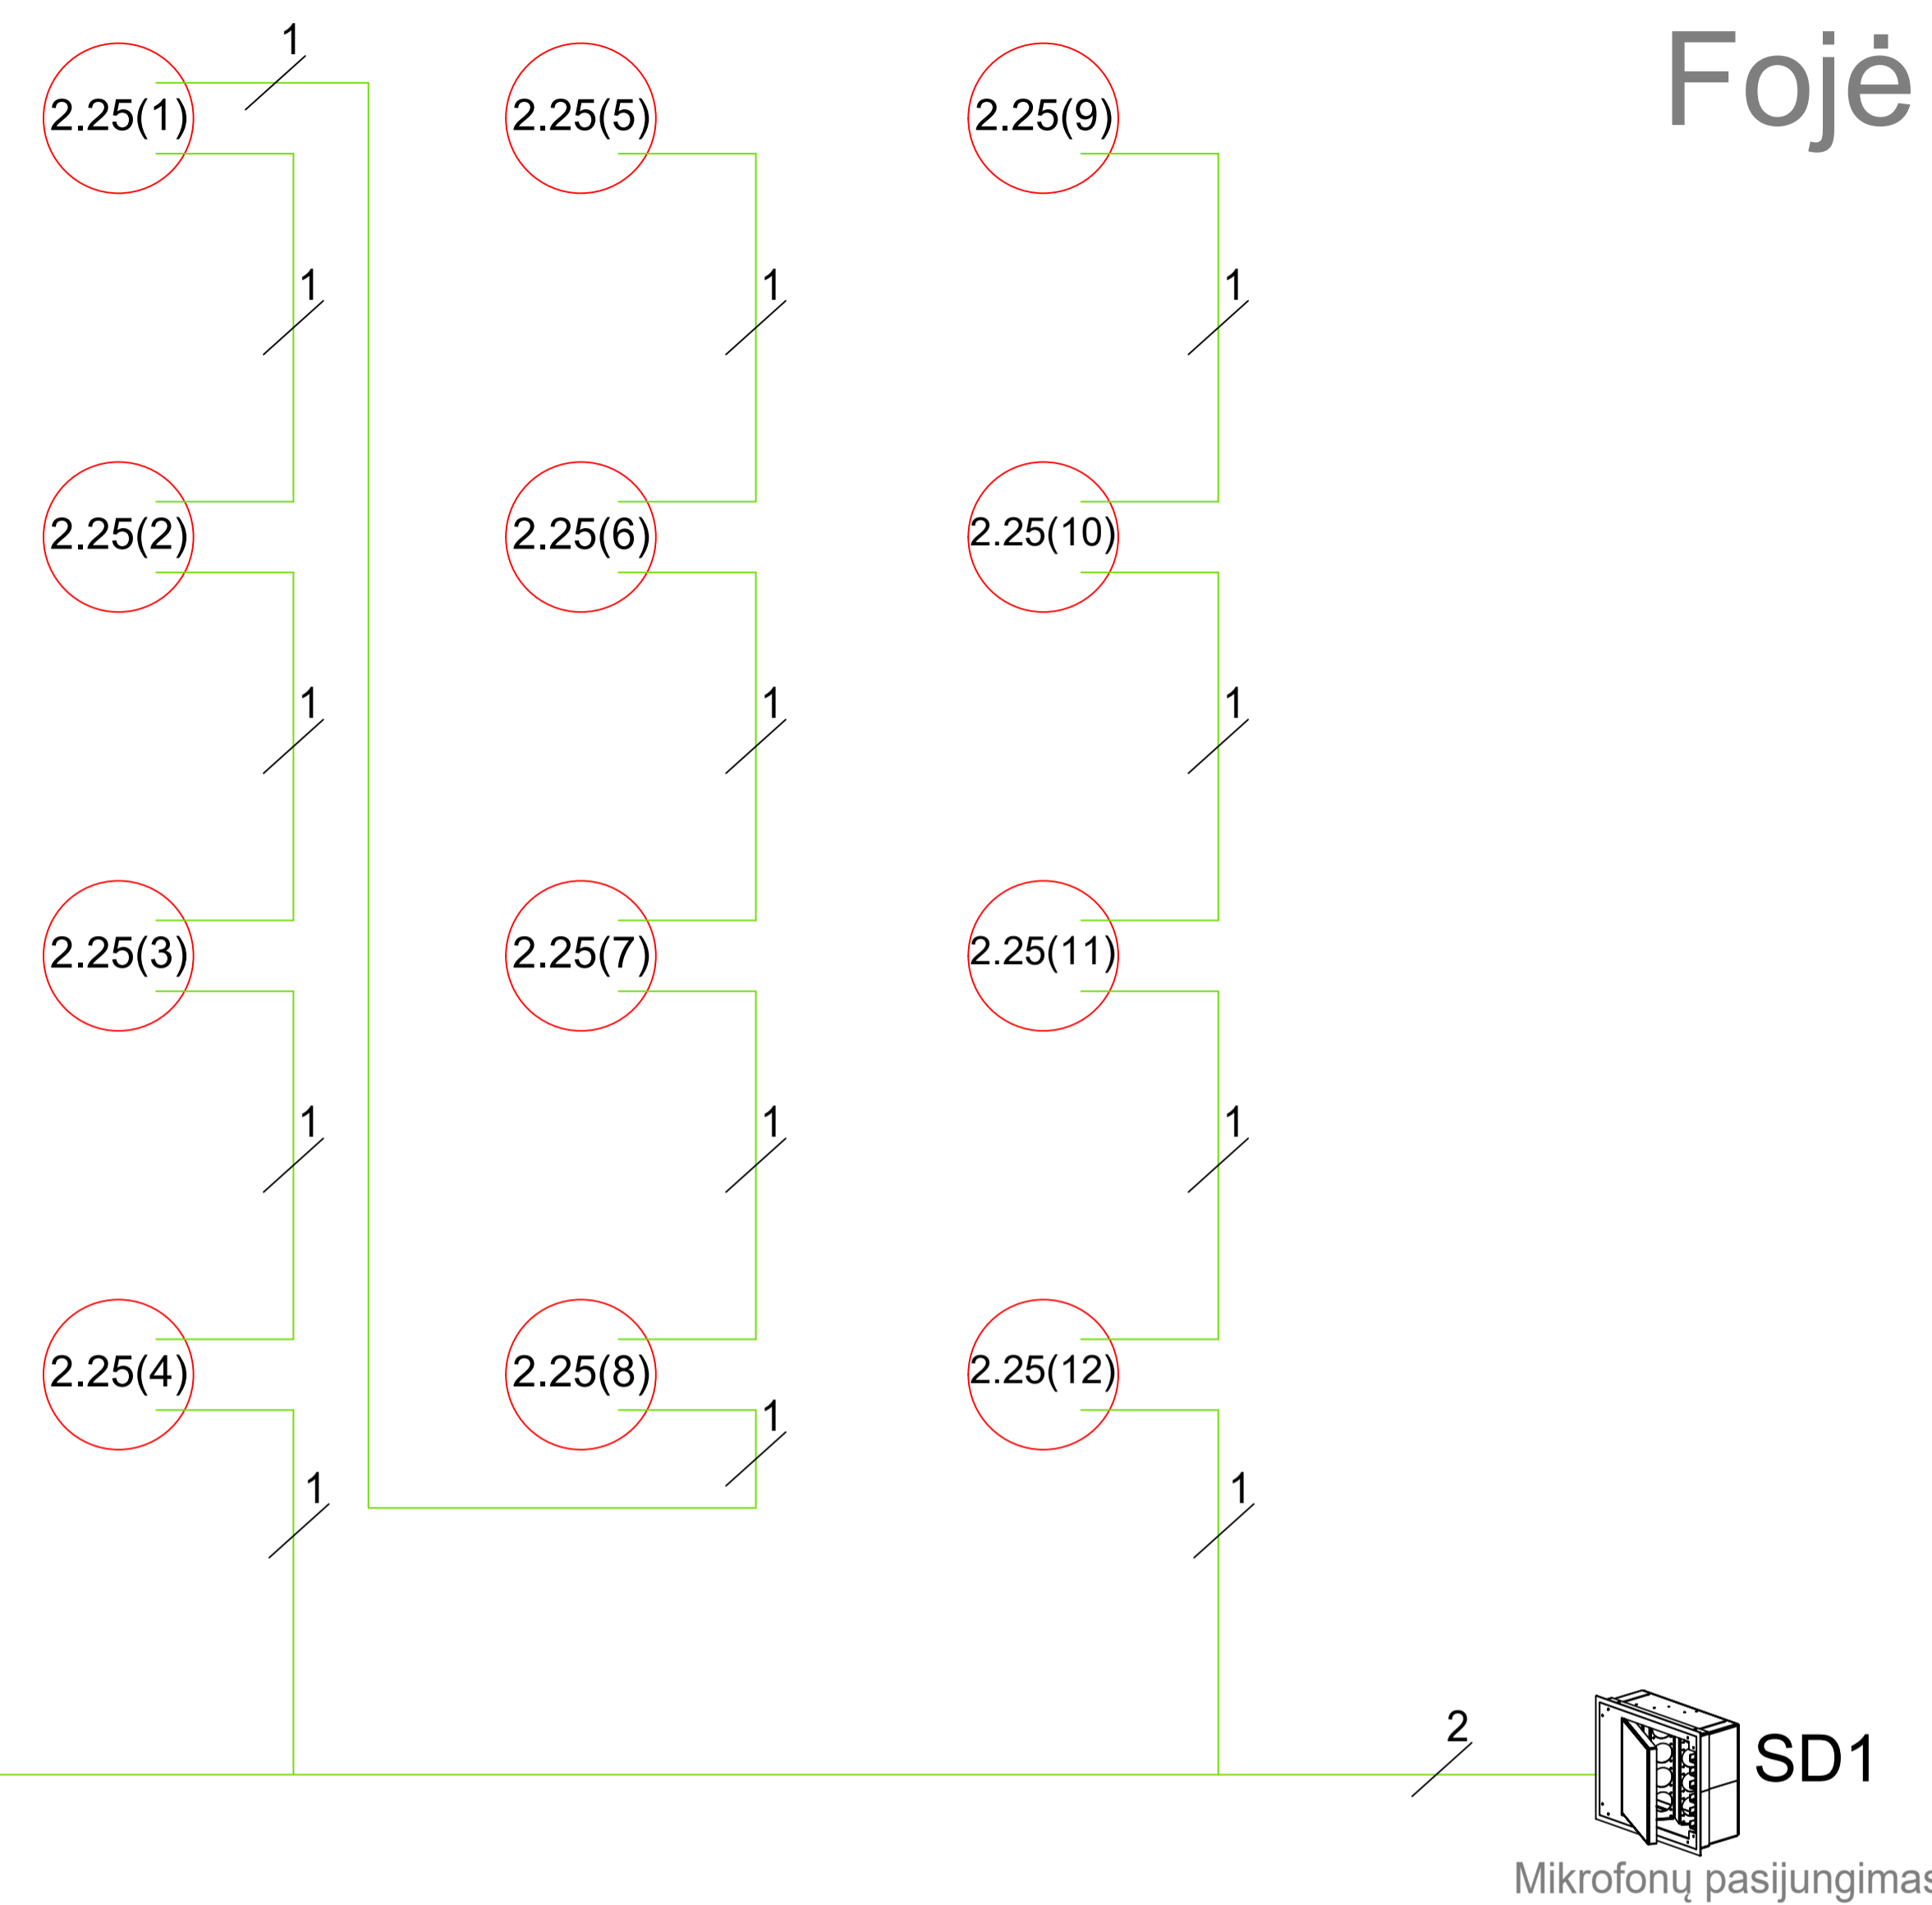 Fojė
1
2.25(1) 2.25(5) 2.25(9)
1 1 1
2.25(2) 2.25(6) 2.25(10)
1 1 1
2.25(3) 2.25(7) 2.25(11)
1 1 1
2.25(4) 2.25(8) 2.25(12)
1
1 1
2
SD1
Mikrofonų pasijungimas